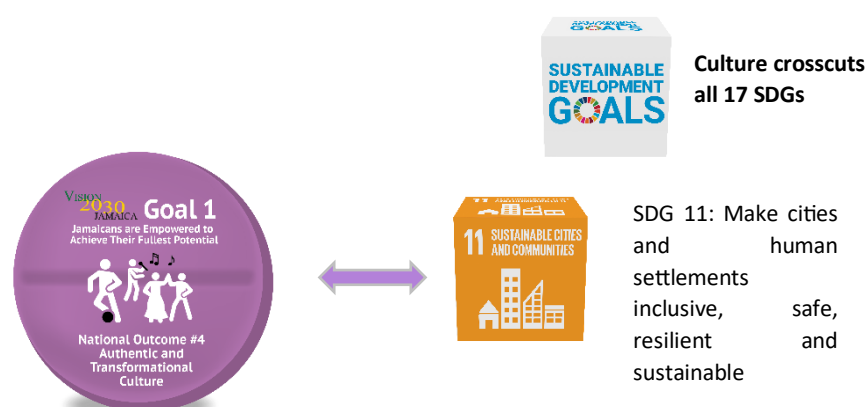 SUSTAINABLE
DEVELOPMENT
GOALS
Culture crosscuts
all 17 SDGs
VISION
2030
JAMAICA
Goal 1
Jamaicans are Empowered to
Achieve Their Fullest Potential
National Outcome #4
Authentic and
Transformational
Culture
11 SUSTAINABLE CITIES
AND COMMUNITIES
SDG 11: Make cities
and human
settlements
inclusive, safe,
resilient and
sustainable